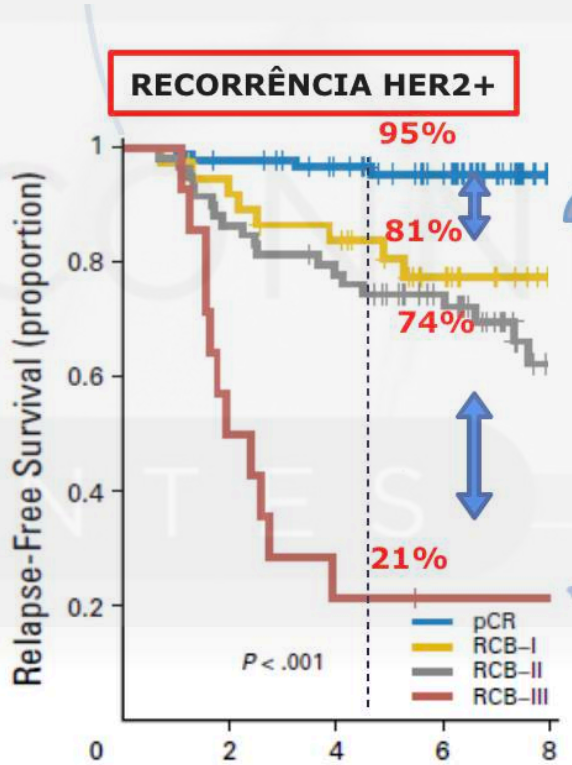 RECORRÊNCIA HER2+
95%
1
81%
0.8
74%
0.6
0.4
21%
0.2
Relapse-Free Survival (proportion)
P < .001
pCR
RCB–I
RCB–II
RCB–III
0 2 4 6 8
N T E S